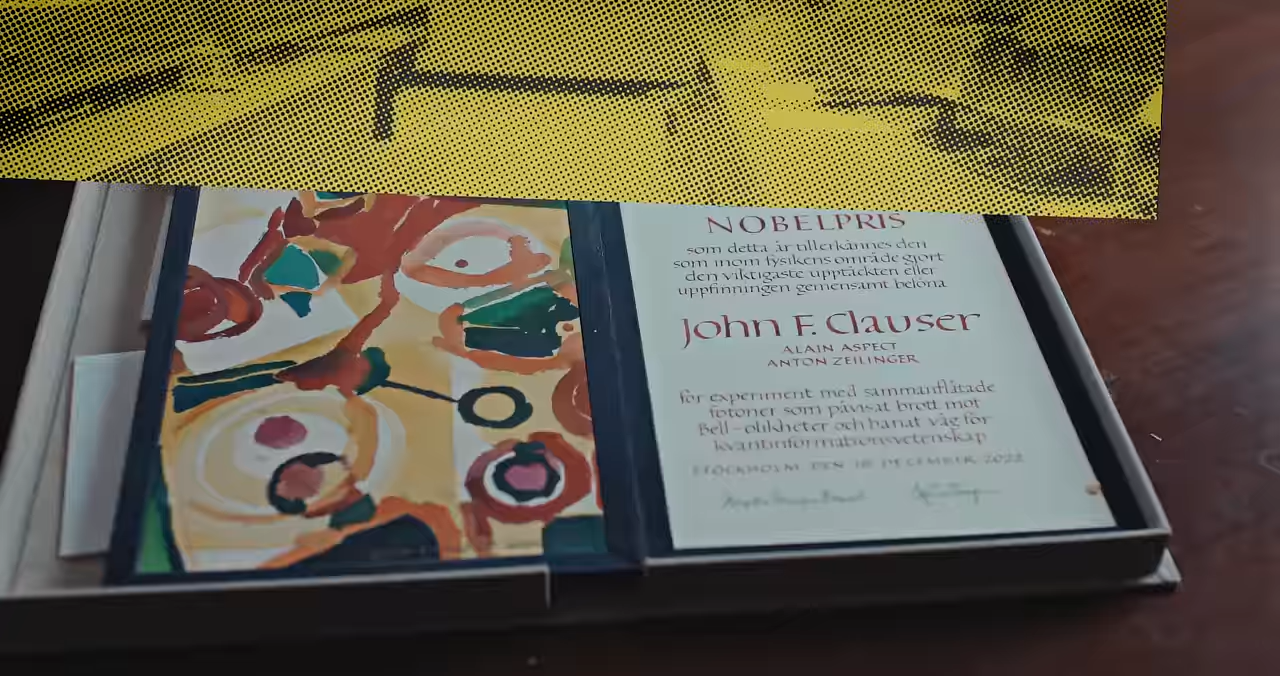 NOBELPRIS
som detta år tillerkännes den
som inom fysikens område gjort
den viktigaste upptäckten eller
uppfinningen gemensamt belöna
John F. Clauser
ALAIN ASPECT
ANTON ZEILINGER
för experiment med sammanflätade
fotoner som påvisat brott mot
Bell-olikheter och banat väg för
kvantinformationsvetenskap
STOCKHOLM DEN 10 DECEMBER 2022